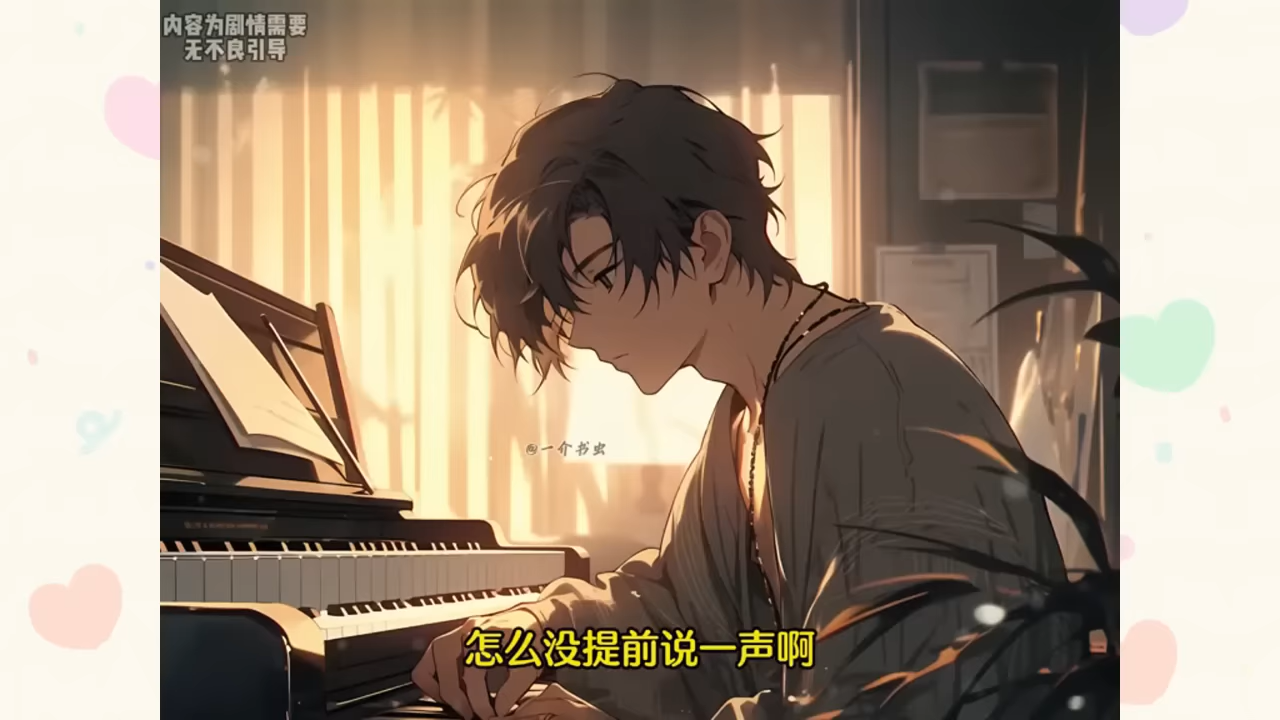 内容为剧情需要
无不良引导
@一介书虫
怎么没提前说一声啊